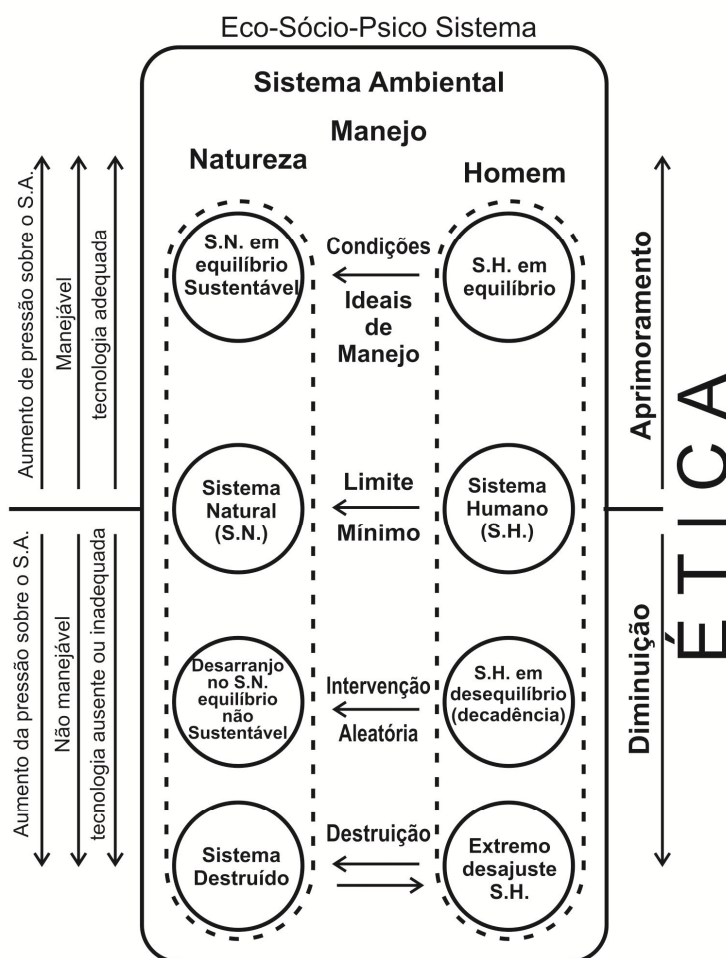 Eco-Sócio-Psico Sistema
Sistema Ambiental
Manejo
Natureza
Homem
Aumento de pressão sobre o S.A.
Manejável
tecnologia adequada
S.N. em
equilíbrio
Sustentável
Condições
Ideais
de
Manejo
S.H. em
equilíbrio
Aprimoramento
ÉTICA
Sistema
Natural
(S.N.)
Limite
Mínimo
Sistema
Humano
(S.H.)
Aumento da pressão sobre o S.A.
Não manejável
tecnologia ausente ou inadequada
Desarranjo
no S.N.
equilíbrio
não
Sustentável
Intervenção
Aleatória
S.H. em
desequilíbrio
(decadência)
Diminuição
Sistema
Destruído
Destruição
Extremo
desajuste
S.H.